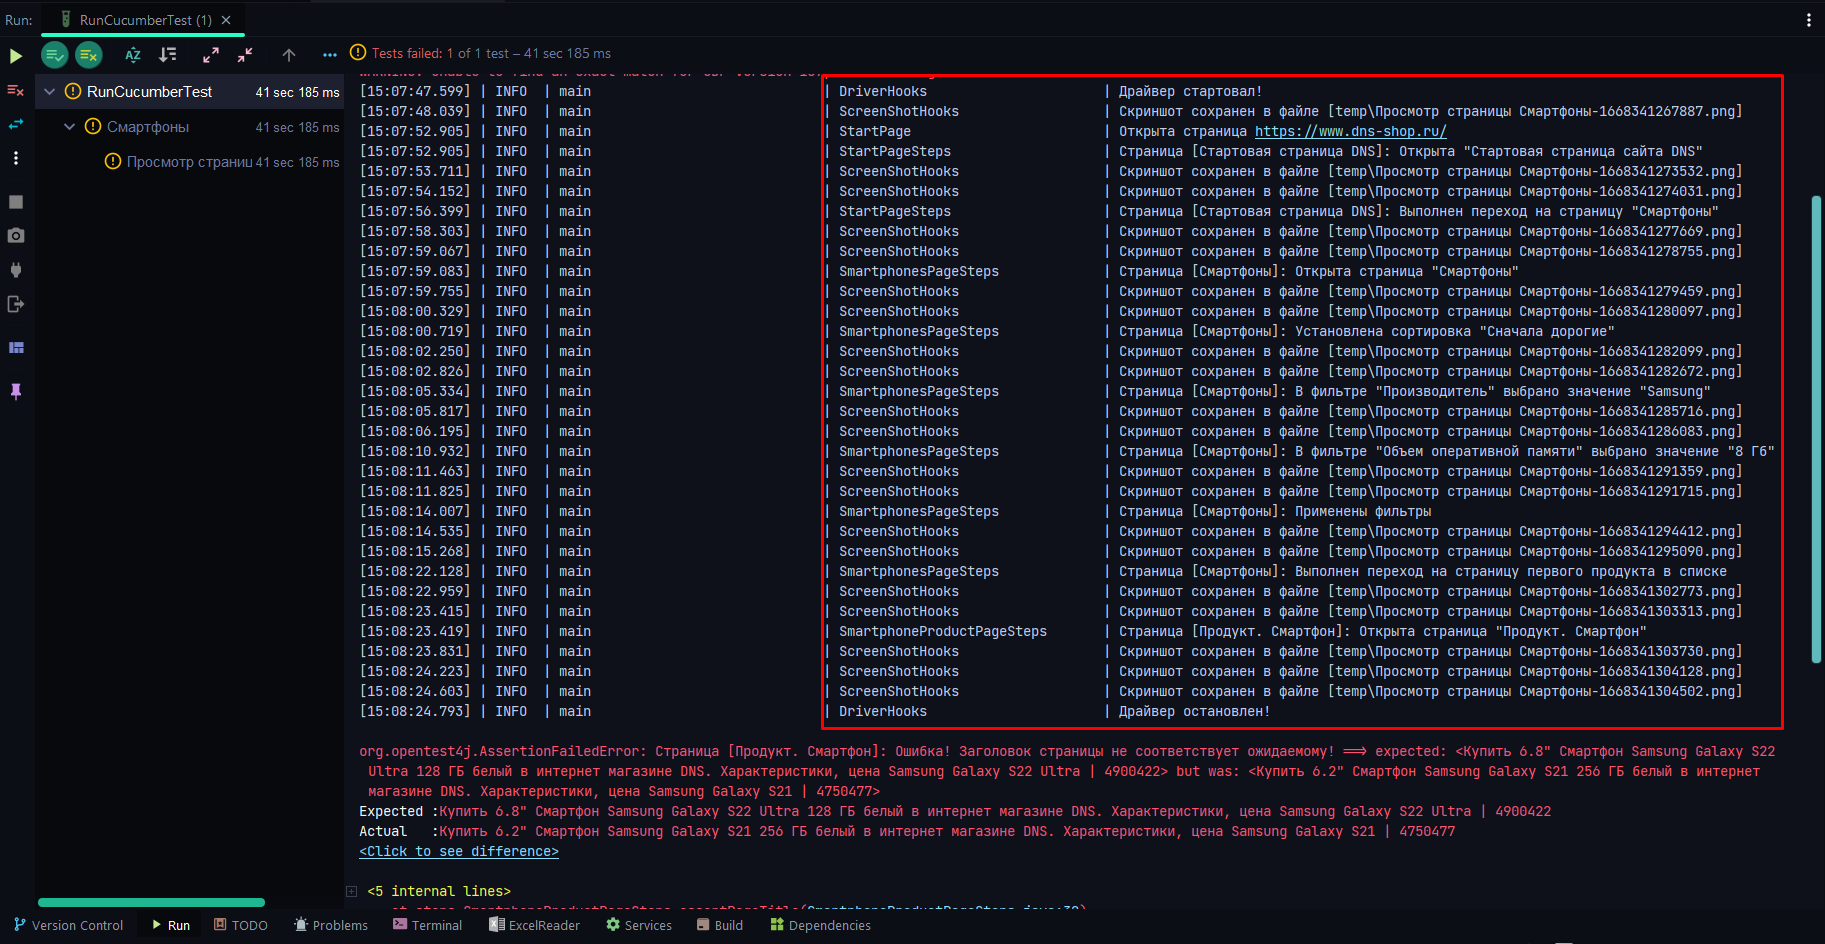 Run: RunCucumberTest (1) ×
Tests failed: 1 of 1 test – 41 sec 185 ms
RunCucumberTest 41 sec 185 ms
Смартфоны 41 sec 185 ms
Просмотр страниц 41 sec 185 ms
[15:07:47.599] | INFO | main | DriverHooks | Драйвер стартовал!
[15:07:48.039] | INFO | main | ScreenShotHooks | Скриншот сохранен в файле [temp\Просмотр страницы Смартфоны-1668341267887.png]
[15:07:52.905] | INFO | main | StartPage | Открыта страница https://www.dns-shop.ru/
[15:07:52.905] | INFO | main | StartPageSteps | Страница [Стартовая страница DNS]: Открыта "Стартовая страница сайта DNS"
[15:07:53.711] | INFO | main | ScreenShotHooks | Скриншот сохранен в файле [temp\Просмотр страницы Смартфоны-1668341273532.png]
[15:07:54.152] | INFO | main | ScreenShotHooks | Скриншот сохранен в файле [temp\Просмотр страницы Смартфоны-1668341274031.png]
[15:07:56.399] | INFO | main | StartPageSteps | Страница [Стартовая страница DNS]: Выполнен переход на страницу "Смартфоны"
[15:07:58.303] | INFO | main | ScreenShotHooks | Скриншот сохранен в файле [temp\Просмотр страницы Смартфоны-1668341277669.png]
[15:07:59.067] | INFO | main | ScreenShotHooks | Скриншот сохранен в файле [temp\Просмотр страницы Смартфоны-1668341278755.png]
[15:07:59.083] | INFO | main | SmartphonesPageSteps | Страница [Смартфоны]: Открыта страница "Смартфоны"
[15:07:59.755] | INFO | main | ScreenShotHooks | Скриншот сохранен в файле [temp\Просмотр страницы Смартфоны-1668341279459.png]
[15:08:00.329] | INFO | main | ScreenShotHooks | Скриншот сохранен в файле [temp\Просмотр страницы Смартфоны-1668341280097.png]
[15:08:00.719] | INFO | main | SmartphonesPageSteps | Страница [Смартфоны]: Установлена сортировка "Сначала дорогие"
[15:08:02.250] | INFO | main | ScreenShotHooks | Скриншот сохранен в файле [temp\Просмотр страницы Смартфоны-1668341282099.png]
[15:08:02.826] | INFO | main | ScreenShotHooks | Скриншот сохранен в файле [temp\Просмотр страницы Смартфоны-1668341282672.png]
[15:08:05.334] | INFO | main | SmartphonesPageSteps | Страница [Смартфоны]: В фильтре "Производитель" выбрано значение "Samsung"
[15:08:05.817] | INFO | main | ScreenShotHooks | Скриншот сохранен в файле [temp\Просмотр страницы Смартфоны-1668341285716.png]
[15:08:06.195] | INFO | main | ScreenShotHooks | Скриншот сохранен в файле [temp\Просмотр страницы Смартфоны-1668341286083.png]
[15:08:10.932] | INFO | main | SmartphonesPageSteps | Страница [Смартфоны]: В фильтре "Объем оперативной памяти" выбрано значение "8 Гб"
[15:08:11.463] | INFO | main | ScreenShotHooks | Скриншот сохранен в файле [temp\Просмотр страницы Смартфоны-1668341291359.png]
[15:08:11.825] | INFO | main | ScreenShotHooks | Скриншот сохранен в файле [temp\Просмотр страницы Смартфоны-1668341291715.png]
[15:08:14.007] | INFO | main | SmartphonesPageSteps | Страница [Смартфоны]: Применены фильтры
[15:08:14.535] | INFO | main | ScreenShotHooks | Скриншот сохранен в файле [temp\Просмотр страницы Смартфоны-1668341294412.png]
[15:08:15.268] | INFO | main | ScreenShotHooks | Скриншот сохранен в файле [temp\Просмотр страницы Смартфоны-1668341295090.png]
[15:08:22.128] | INFO | main | SmartphonesPageSteps | Страница [Смартфоны]: Выполнен переход на страницу первого продукта в списке
[15:08:22.959] | INFO | main | ScreenShotHooks | Скриншот сохранен в файле [temp\Просмотр страницы Смартфоны-1668341302773.png]
[15:08:23.415] | INFO | main | ScreenShotHooks | Скриншот сохранен в файле [temp\Просмотр страницы Смартфоны-1668341303313.png]
[15:08:23.419] | INFO | main | SmartphoneProductPageSteps | Страница [Продукт. Смартфон]: Открыта страница "Продукт. Смартфон"
[15:08:23.831] | INFO | main | ScreenShotHooks | Скриншот сохранен в файле [temp\Просмотр страницы Смартфоны-1668341303730.png]
[15:08:24.223] | INFO | main | ScreenShotHooks | Скриншот сохранен в файле [temp\Просмотр страницы Смартфоны-1668341304128.png]
[15:08:24.603] | INFO | main | ScreenShotHooks | Скриншот сохранен в файле [temp\Просмотр страницы Смартфоны-1668341304502.png]
[15:08:24.793] | INFO | main | DriverHooks | Драйвер остановлен!
org.opentest4j.AssertionFailedError: Страница [Продукт. Смартфон]: Ошибка! Заголовок страницы не соответствует ожидаемому! ==> expected: <Купить 6.8" Смартфон Samsung Galaxy S22
Ultra 128 ГБ белый в интернет магазине DNS. Характеристики, цена Samsung Galaxy S22 Ultra | 4900422> but was: <Купить 6.2" Смартфон Samsung Galaxy S21 256 ГБ белый в интернет
магазине DNS. Характеристики, цена Samsung Galaxy S21 | 4750477>
Expected :Купить 6.8" Смартфон Samsung Galaxy S22 Ultra 128 ГБ белый в интернет магазине DNS. Характеристики, цена Samsung Galaxy S22 Ultra | 4900422
Actual :Купить 6.2" Смартфон Samsung Galaxy S21 256 ГБ белый в интернет магазине DNS. Характеристики, цена Samsung Galaxy S21 | 4750477
<Click to see difference>
<5 internal lines>
Version Control Run TODO Problems Terminal ExcelReader Services Build Dependencies